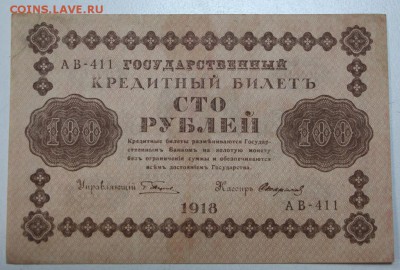 COINS.LAV.RU
АВ-411 ГОСУДАРСТВЕННЫЙ
КРЕДИТНЫЙ БИЛЕТЪ
СТО
РУБЛЕЙ
100 100
Кредитные билеты размѣниваются Государ-
ственнымъ Банкомъ на золотую монету
безъ ограниченія суммы и обезпечиваются
всѣмъ достояніемъ Государства.
Управляющій Кассиръ
1918 АВ-411